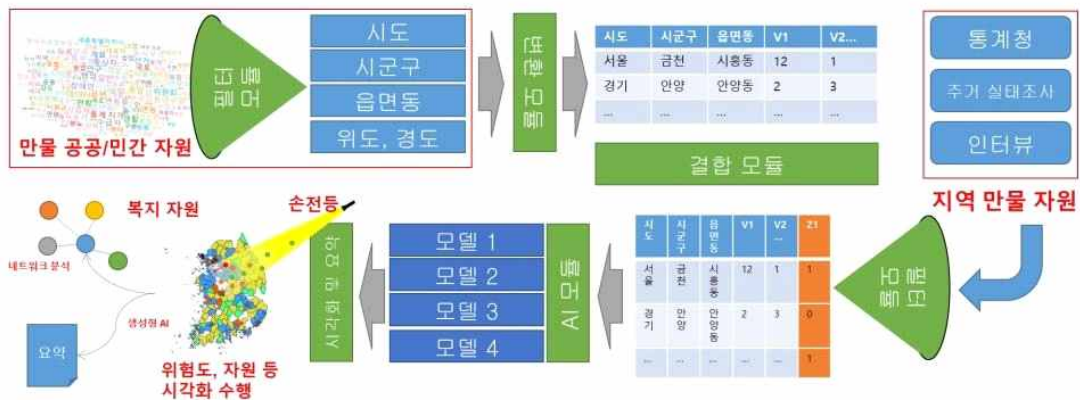 필터
모듈
시도
시군구
읍면동
위도, 경도
만물 공공/민간 자원
변환 모듈
시도 시군구 읍면동 V1 V2...
서울 금천 시흥동 12 1
경기 안양 안양동 2 3
... ... ... ... ...
결합 모듈
통계청
주거 실태조사
인터뷰
지역 만물 자원
필터
모듈
시도 시군구 읍면동 V1 V2... Z1
서울 금천 시흥동 12 1 1
경기 안양 안양동 2 3 0
... ... ... ... ... 1
AI 모듈
모델 1
모델 2
모델 3
모델 4
시각화 및 요약
손전등
복지 자원
네트워크 분석
생성형 AI
요약
위험도, 자원 등
시각화 수행